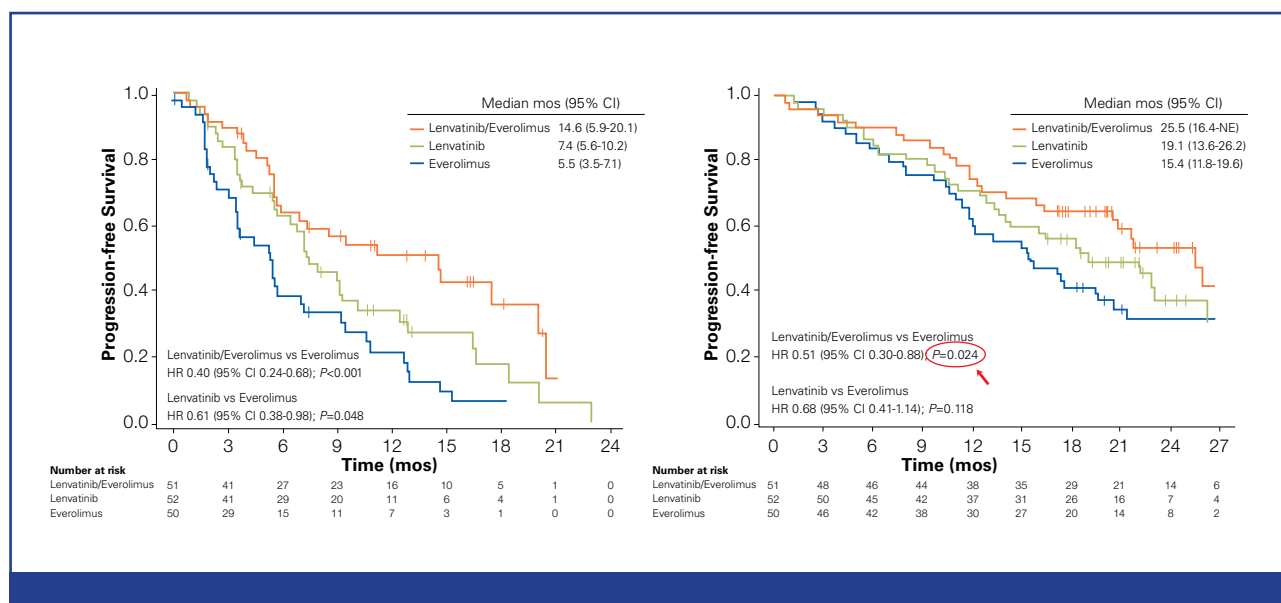 Median mos (95% CI)
Lenvatinib/Everolimus 14.6 (5.9-20.1)
Lenvatinib 7.4 (5.6-10.2)
Everolimus 5.5 (3.5-7.1)
Progression-free Survival
1.0
0.8
0.6
0.4
0.2
0.0
Lenvatinib/Everolimus vs Everolimus
HR 0.40 (95% CI 0.24-0.68; P<0.001
Lenvatinib vs Everolimus
HR 0.61 (95% CI 0.38-0.98); P=0.048
0 3 6 9 12 15 18 21 24
Time (mos)
Number at risk
Lenvatinib/Everolimus 51 41 27 23 16 10 5 1 0
Lenvatinib 52 41 29 20 11 6 4 1 0
Everolimus 50 29 15 11 7 3 1 0 0
Median mos (95% CI)
Lenvatinib/Everolimus 25.5 (16.4-NE)
Lenvatinib 19.1 (13.6-26.2)
Everolimus 15.4 (11.8-19.6)
Progression-free Survival
1.0
0.8
0.6
0.4
0.2
0.0
Lenvatinib/Everolimus vs Everolimus
HR 0.51 (95% CI 0.30-0.88); P=0.024
Lenvatinib vs Everolimus
HR 0.68 (95% CI 0.41-1.14); P=0.118
0 3 6 9 12 15 18 21 24 27
Time (mos)
Number at risk
Lenvatinib/Everolimus 51 48 46 44 38 35 29 21 14 6
Lenvatinib 52 50 45 42 37 31 26 16 7 4
Everolimus 50 46 42 38 30 27 20 14 8 2